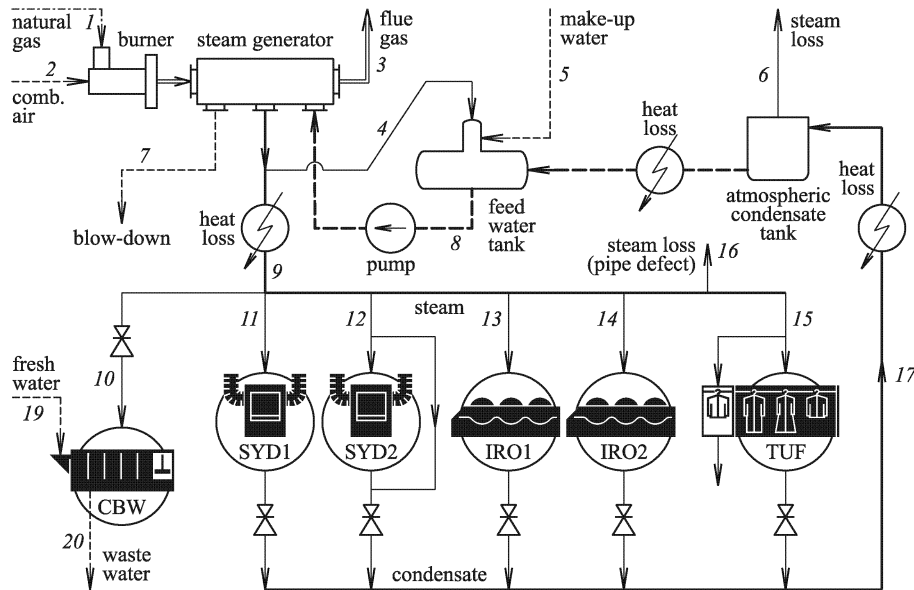 natural
gas
1
burner
steam generator
flue
gas
make-up
water
steam
loss
2
comb.
air
3
4
5
6
heat
loss
heat
loss
7
blow-down
heat
loss
9
pump
8
feed
water
tank
atmospheric
condensate
tank
steam loss
(pipe defect)
16
steam
10
11
12
13
14
15
17
fresh
water
19
CBW
SYD1
SYD2
IRO1
IRO2
TUF
20
waste
water
condensate